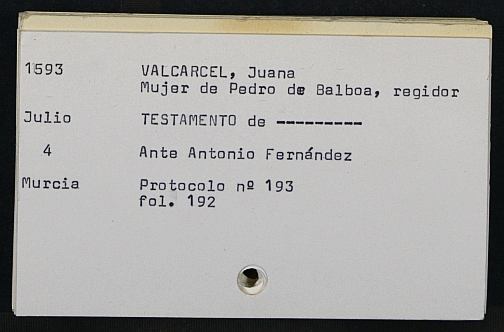 1593 VALCARCEL, Juana
Mujer de Pedro de Balboa, regidor
Julio TESTAMENTO de ---------
4 Ante Antonio Fernández
Murcia Protocolo nº 193
fol. 192